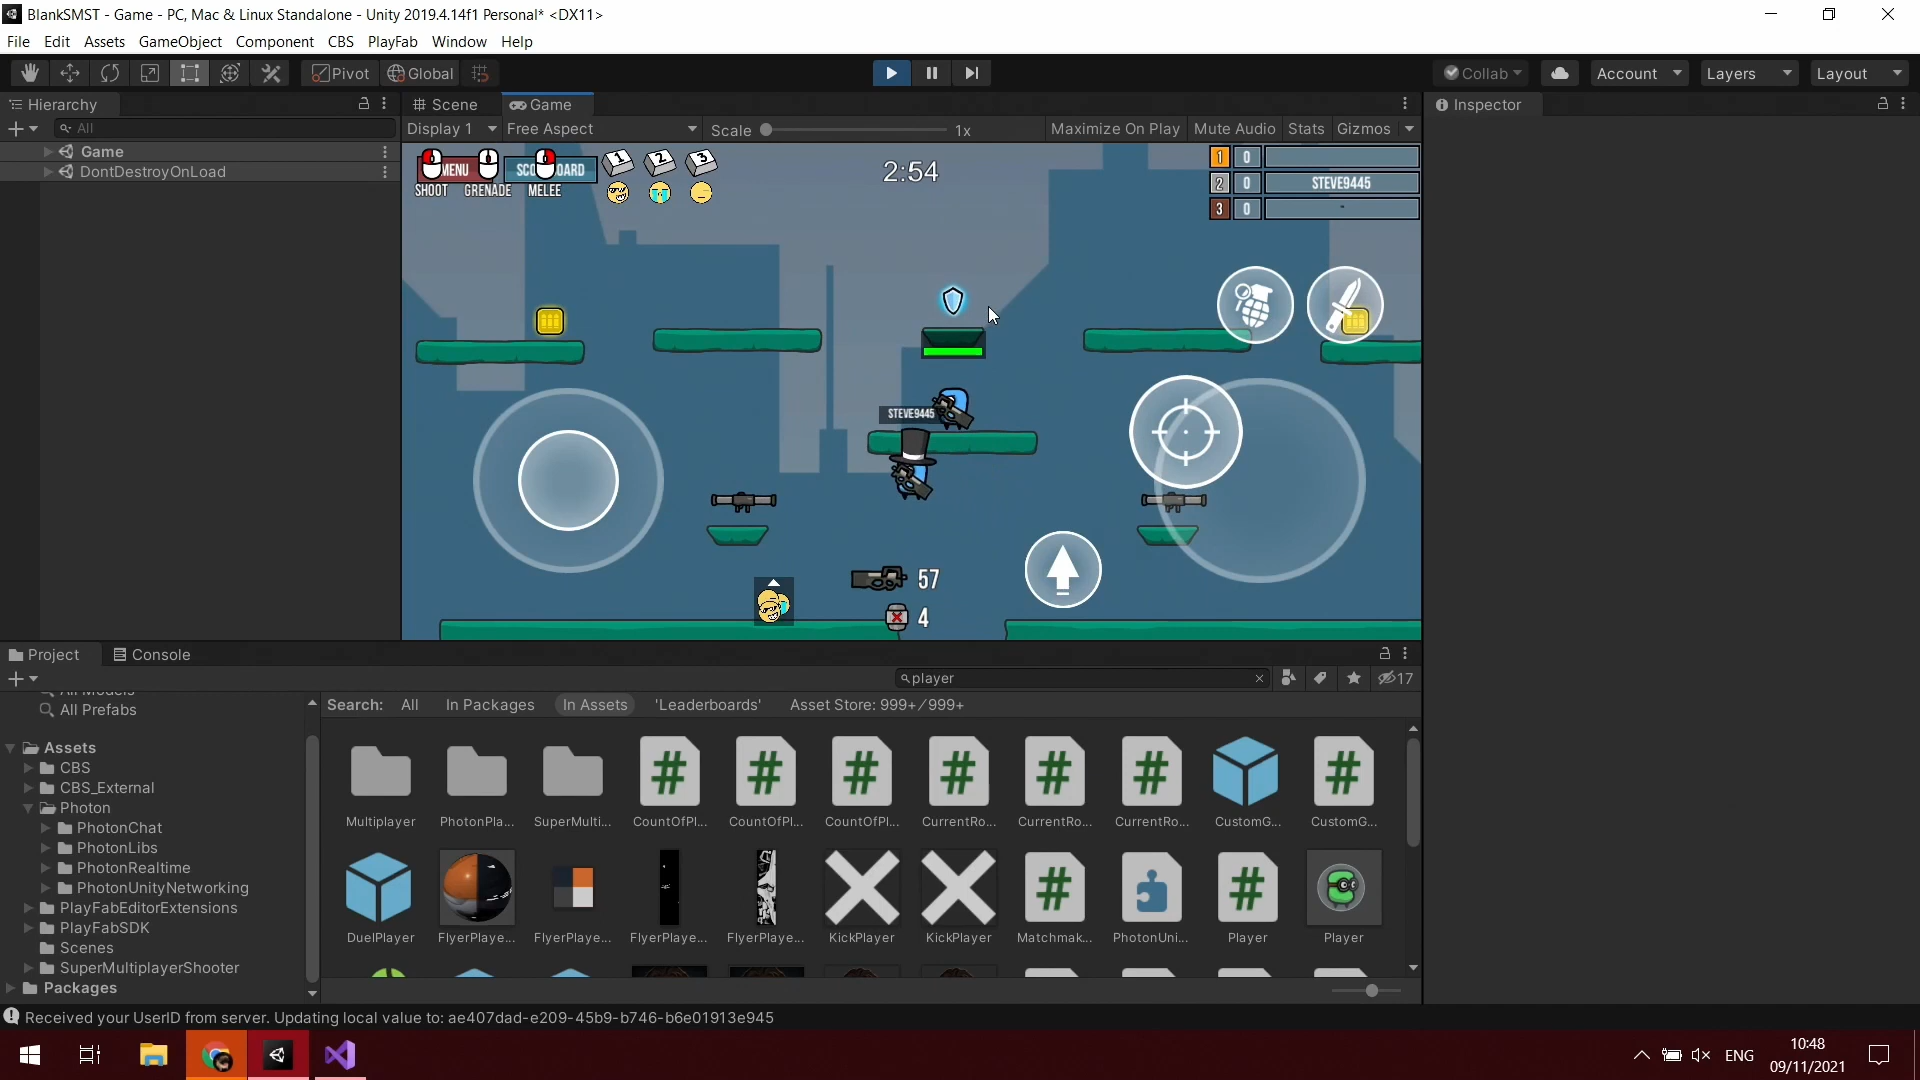 BlankSMST - Game - PC, Mac & Linux Standalone - Unity 2019.4.14f1 Personal* <DX11>
File Edit Assets GameObject Component CBS PlayFab Window Help
Pivot Global Collab Account Layers Layout
Hierarchy Scene Game Inspector
All Display 1 Free Aspect Scale 1x Maximize On Play Mute Audio Stats Gizmos
Game
DontDestroyOnLoad
MENU 1 2 3 2:54 1 0
SHOOT GRENADE MELEE 2 0 STEVE9445
3 0 -
STEVE9445
57
4
Project Console
player 17
All Prefabs
Search: All In Packages In Assets 'Leaderboards' Asset Store: 999+/999+
Assets
CBS
CBS_External
Photon
PhotonChat
PhotonLibs
PhotonRealtime
PhotonUnityNetworking
PlayFabEditorExtensions
PlayFabSDK
Scenes
SuperMultiplayerShooter
Packages
Multiplayer PhotonPla... SuperMulti... CountOfPl... CountOfPl... CountOfPl... CurrentRo... CurrentRo... CurrentRo... CustomG... CustomG...
DuelPlayer FlyerPlaye... FlyerPlaye... FlyerPlaye... FlyerPlaye... KickPlayer KickPlayer Matchmak... PhotonUni... Player Player
Received your UserID from server. Updating local value to: ae407dad-e209-45b9-b746-b6e01913e945
ENG 10:48
09/11/2021